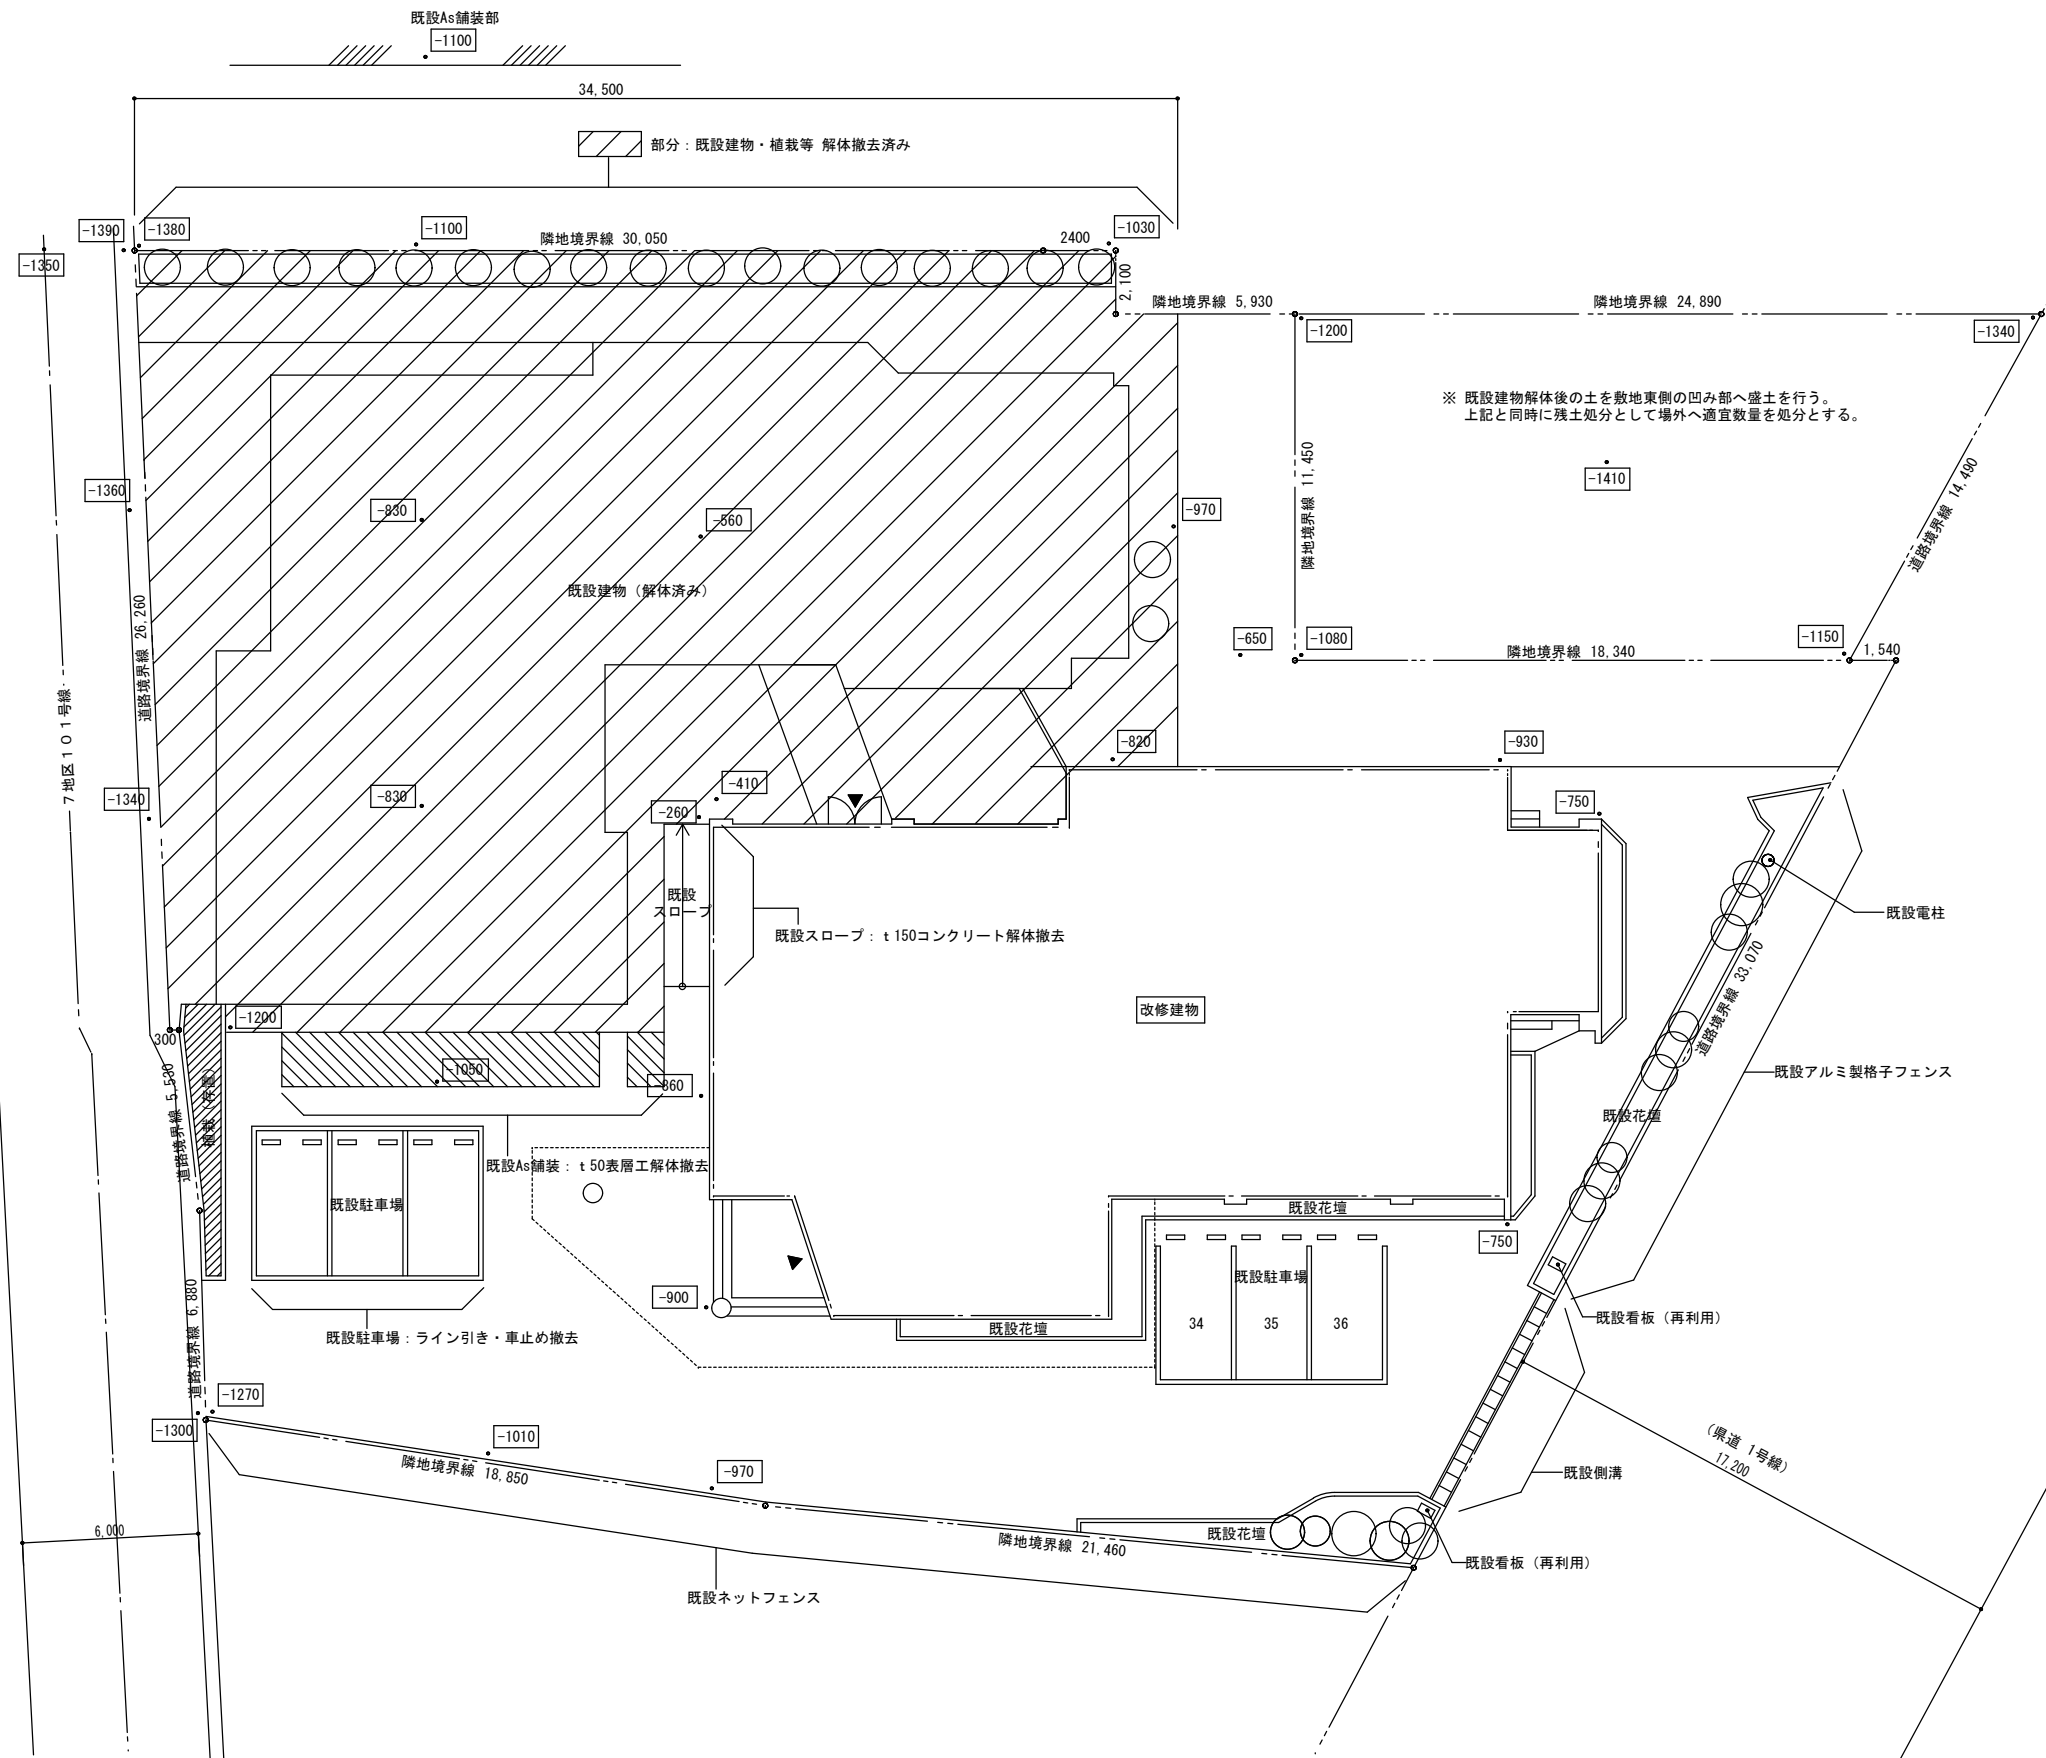 既設As舗装部
-1100
34,500
部分：既設建物・植栽等 解体撤去済み
-1390
-1380
-1100
-1030
-1350
隣地境界線 30,050
2400
2,100
隣地境界線 5,930
隣地境界線 24,890
-1200
-1340
※ 既設建物解体後の土を敷地東側の凹み部へ盛土を行う。
上記と同時に残土処分として場外へ適宜数量を処分とする。
隣地境界線 11,450
-1410
道路境界線 14,490
-1360
-830
-560
-970
既設建物（解体済み）
道路境界線 26,260
-650
-1080
-1150
隣地境界線 18,340
1,540
７地区１０１号線
-820
-930
-1340
-830
-410
-260
-750
既設
スロープ
既設スロープ：ｔ150コンクリート解体撤去
既設電柱
道路境界線 33,070
改修建物
-1200
300
-1050
-860
道路境界線 5,530
植栽（存置）
既設アルミ製格子フェンス
既設花壇
既設As舗装：ｔ50表層工解体撤去
既設駐車場
既設花壇
-750
既設駐車場
34
35
36
-900
既設花壇
道路境界線 6,880
既設駐車場：ライン引き・車止め撤去
既設看板（再利用）
-1270
-1300
-1010
-970
隣地境界線 18,850
（県道 1号線）
17,200
既設側溝
6,000
既設花壇
隣地境界線 21,460
既設看板（再利用）
既設ネットフェンス